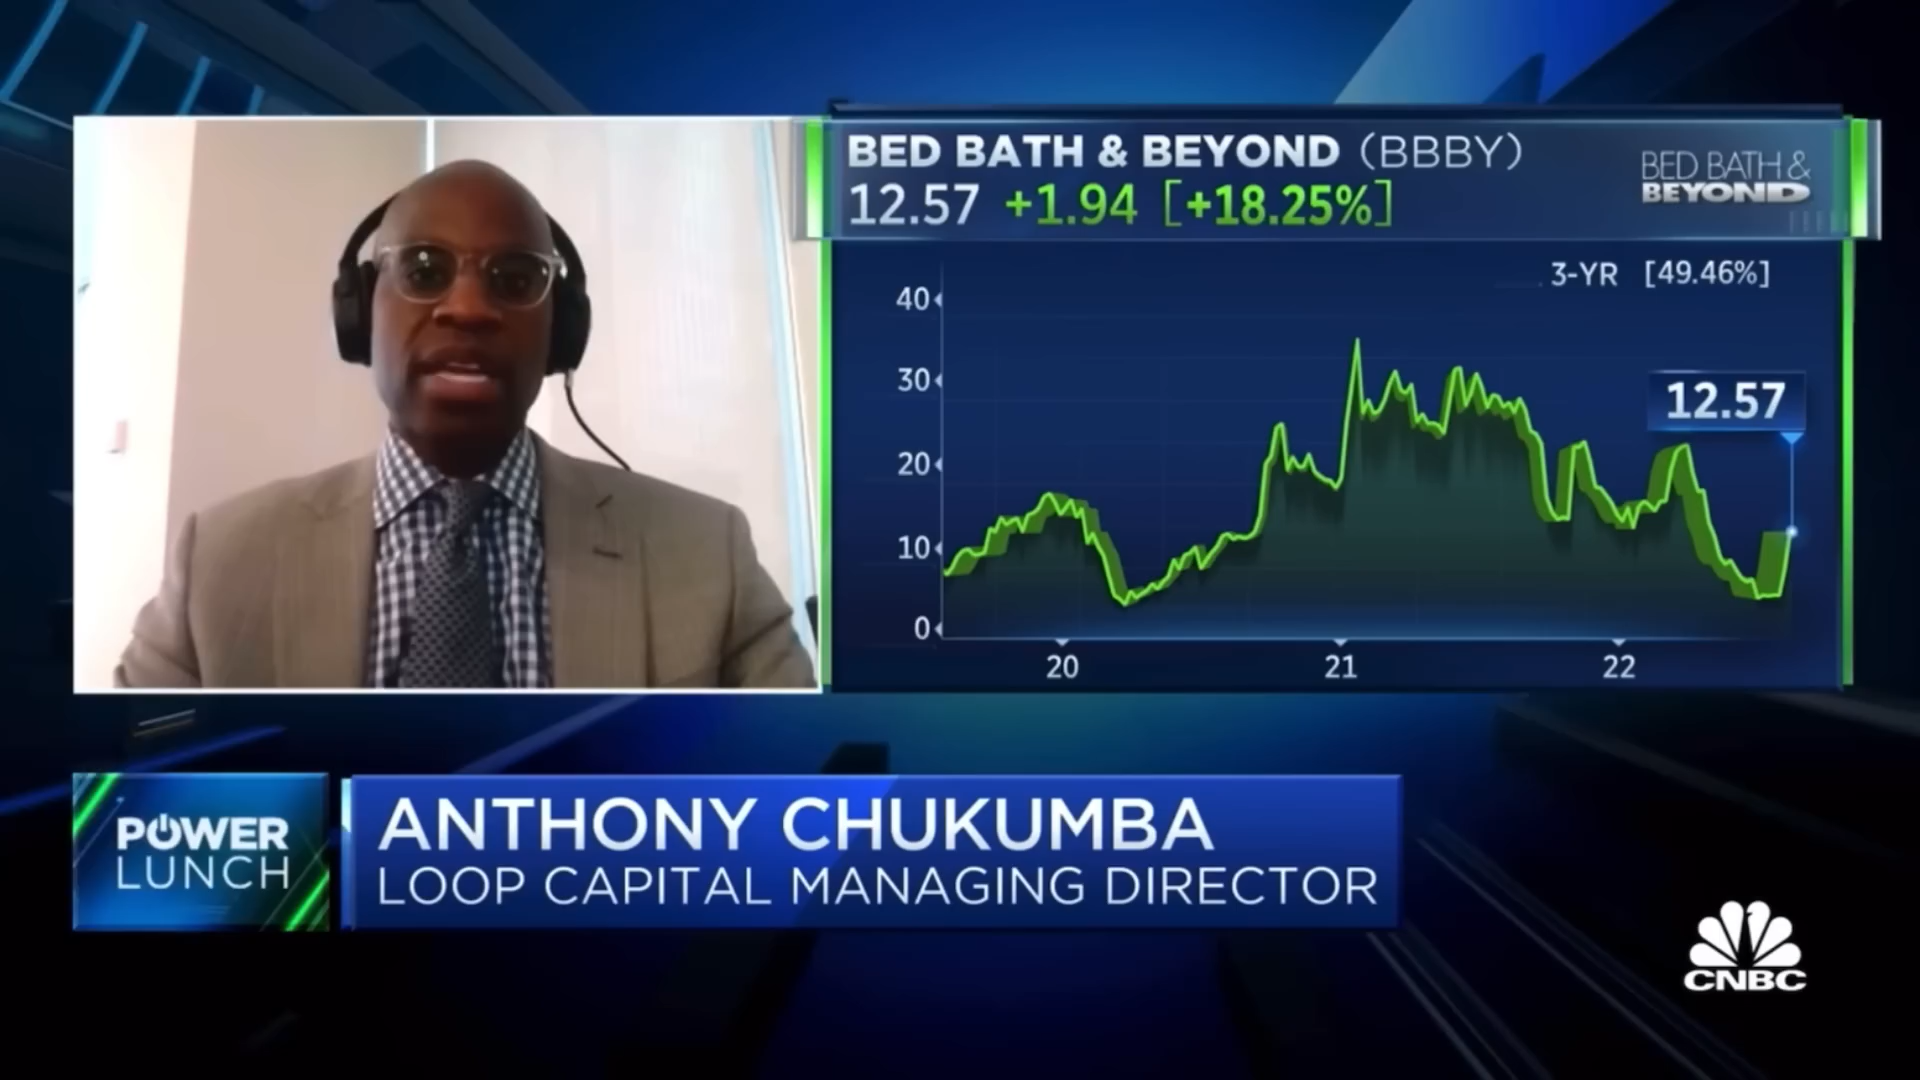 BED BATH & BEYOND (BBBY)
12.57 +1.94 [+18.25%]
BED BATH &
BEYOND
3-YR [49.46%]
40
30
20
10
0
12.57
20 21 22
POWER
LUNCH
ANTHONY CHUKUMBA
LOOP CAPITAL MANAGING DIRECTOR
CNBC